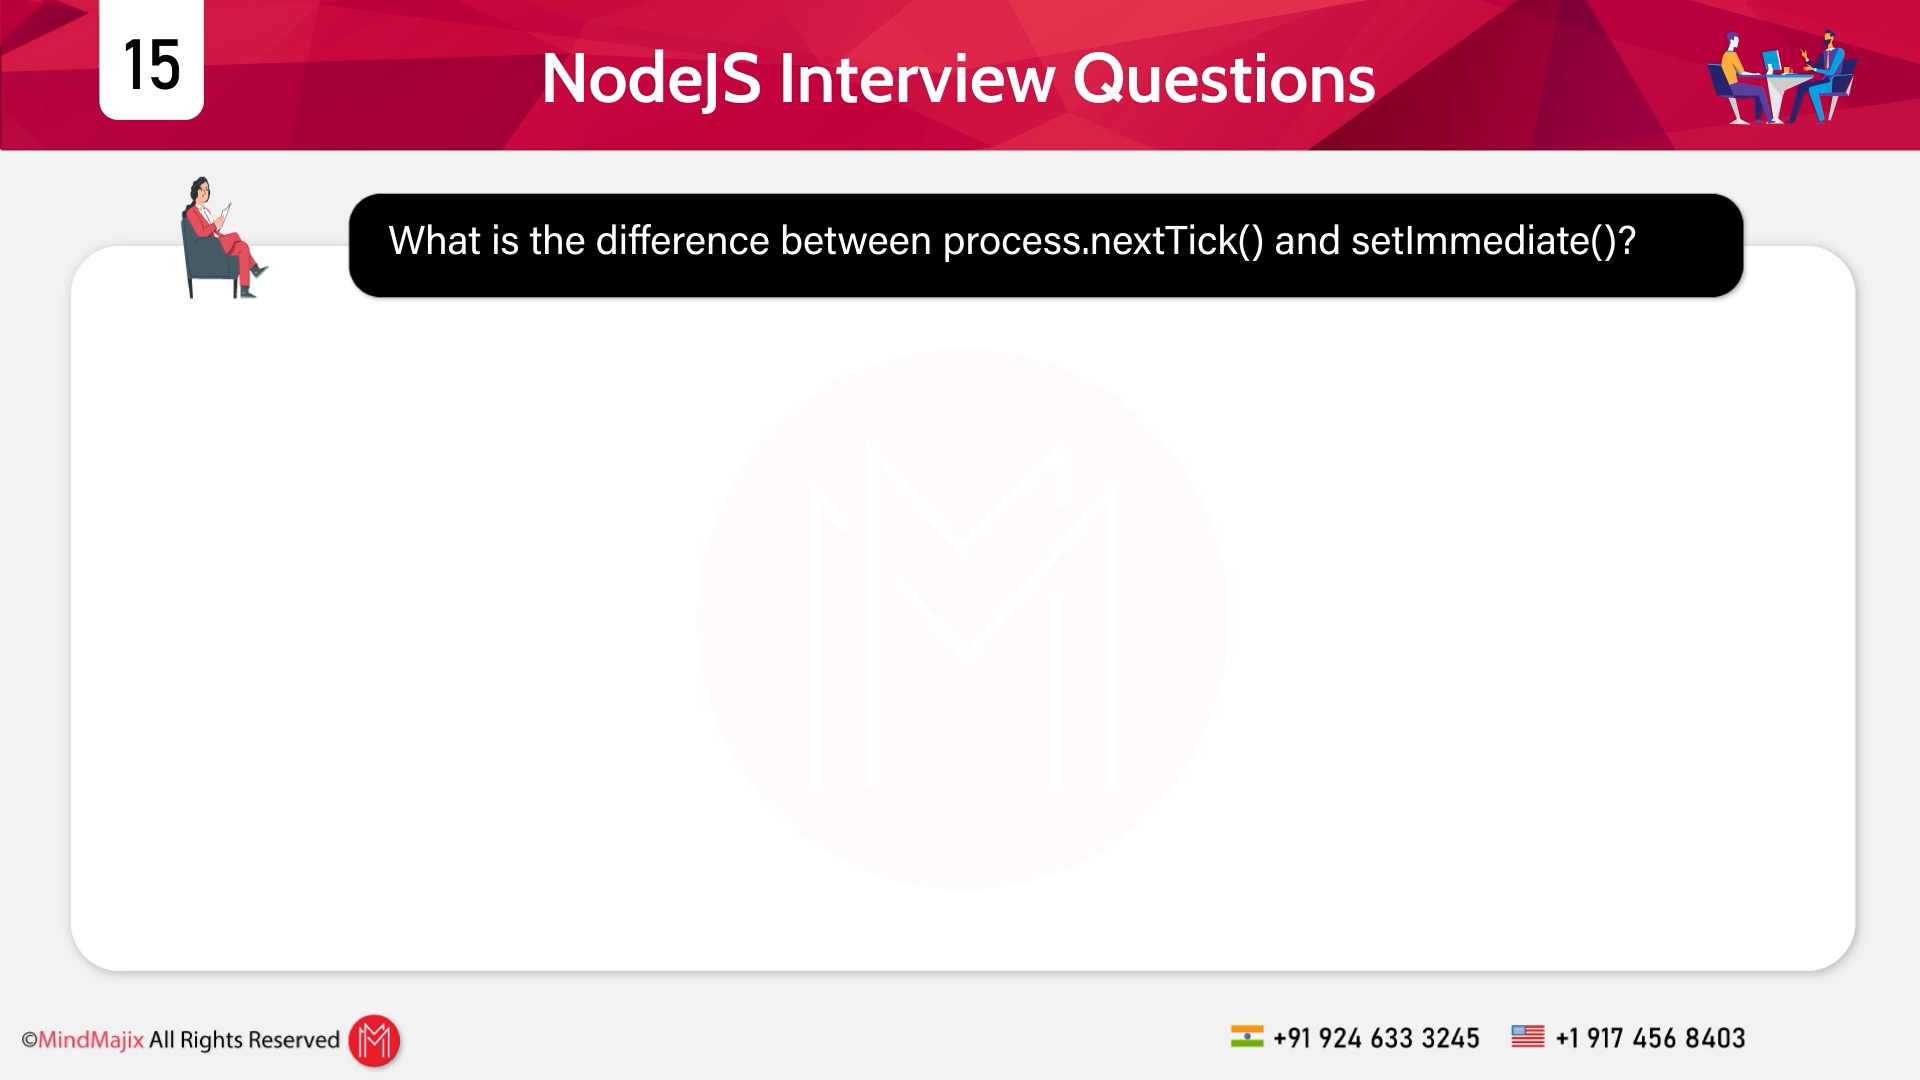 15
NodeJS Interview Questions
What is the difference between process.nextTick() and setImmediate()?
©MindMajix All Rights Reserved
+91 924 633 3245
+1 917 456 8403